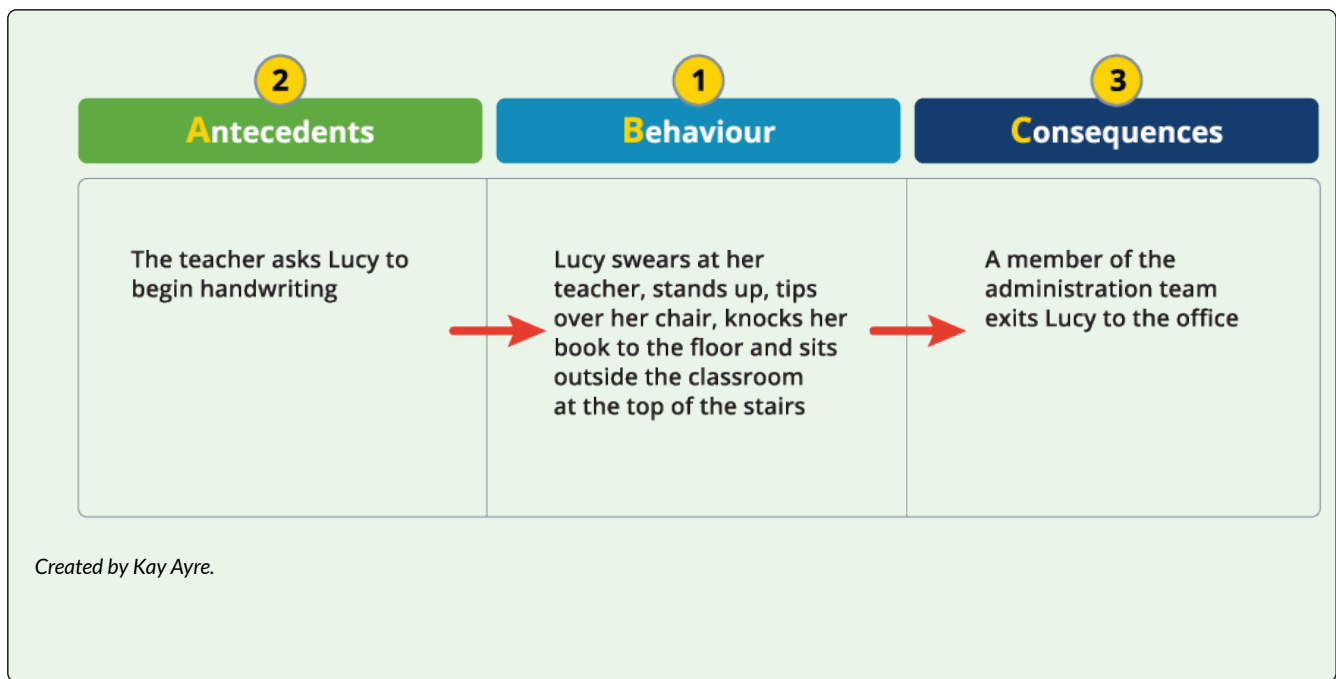 2
1
3
Antecedents
Behaviour
Consequences
The teacher asks Lucy to
begin handwriting
Lucy swears at her
teacher, stands up, tips
over her chair, knocks her
book to the floor and sits
outside the classroom
at the top of the stairs
A member of the
administration team
exits Lucy to the office
Created by Kay Ayre.